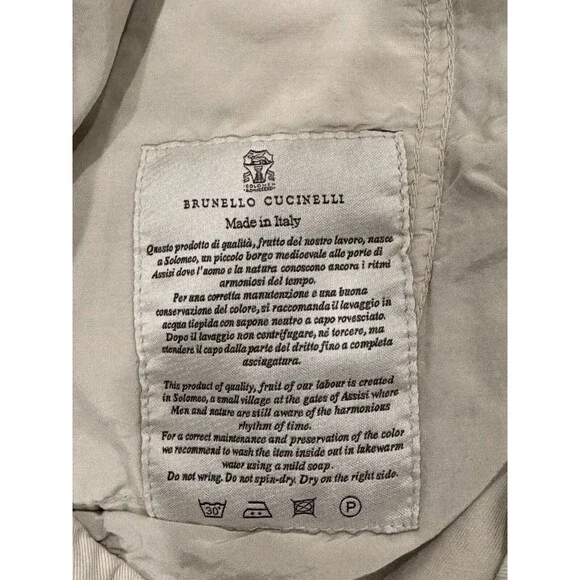 SOLOMEO
BRUNELLO CUCINELLI
Made in Italy
Questo prodotto di qualità, frutto del nostro lavoro, nasce
a Solomeo, un piccolo borgo medioevale alle porte di
Assisi dove l'uomo e la natura conoscono ancora i ritmi
armoniosi del tempo.
Per una corretta manutenzione e una buona
conservazione del colore, si raccomanda il lavaggio in
acqua tiepida con sapone neutro a capo rovesciato.
Dopo il lavaggio non centrifugare, né torcere, ma
stendere il capo dalla parte del dritto fino a completa
asciugatura.
This product of quality, fruit of our labour is created
in Solomeo, a small village at the gates of Assisi where
Men and nature are still aware of the harmonious
rhythm of time.
For a correct maintenance and preservation of the color
we recommend to wash the item inside out in lukewarm
water using a mild soap.
Do not wring. Do not spin-dry. Dry on the right side.
30° P